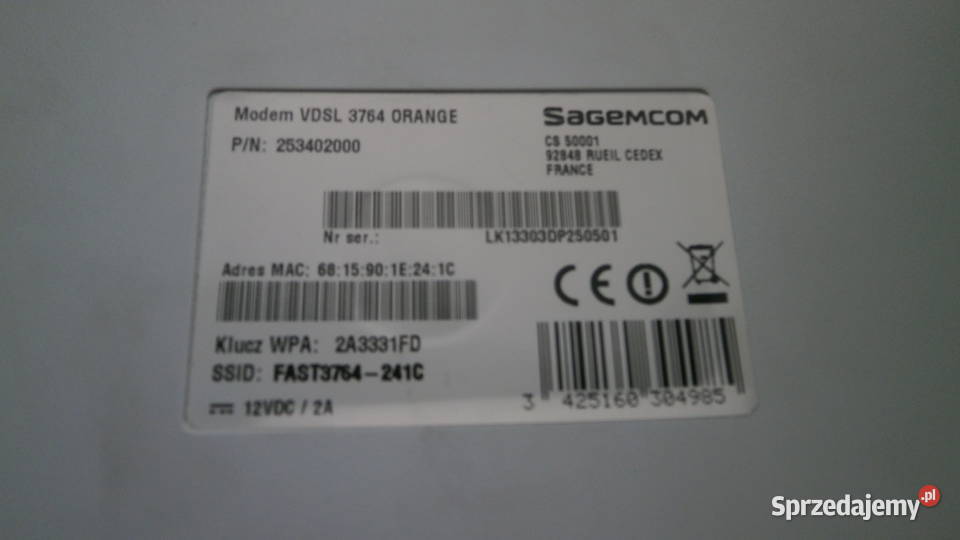 Modem VDSL 3764 ORANGE
P/N: 253402000
Sagemcom
CS 50001
92848 RUEIL CEDEX
FRANCE
Nr ser.: LK13303DP250501
Adres MAC: 68:15:90:1E:24:1C
Klucz WPA: 2A3331FD
SSID: FAST3764-241C
12VDC / 2A
3 425160 304985
Sprzedajemy.pl